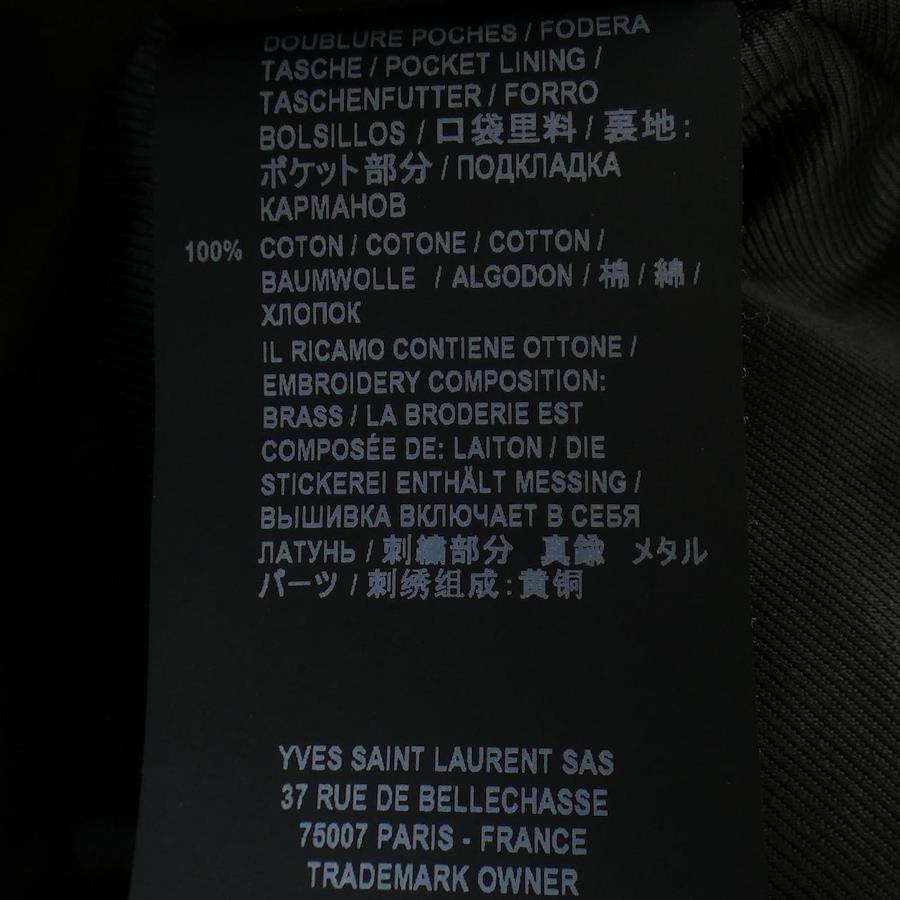 DOUBLURE POCHES / FODERA
TASCHE / POCKET LINING /
TASCHENFUTTER / FORRO
BOLSILLOS / 口袋里料 / 裏地:
ポケット部分 / ПОДКЛАДКА
КАРМАНОВ
100% COTON / COTONE / COTTON /
BAUMWOLLE / ALGODON / 棉 / 綿 /
ХЛОПОК
IL RICAMO CONTIENE OTTONE /
EMBROIDERY COMPOSITION:
BRASS / LA BRODERIE EST
COMPOSÉE DE: LAITON / DIE
STICKEREI ENTHÄLT MESSING /
ВЫШИВКА ВКЛЮЧАЕТ В СЕБЯ
ЛАТУНЬ / 刺繍部分 真鍮 メタル
パーツ / 刺绣组成: 黄铜
YVES SAINT LAURENT SAS
37 RUE DE BELLECHASSE
75007 PARIS - FRANCE
TRADEMARK OWNER